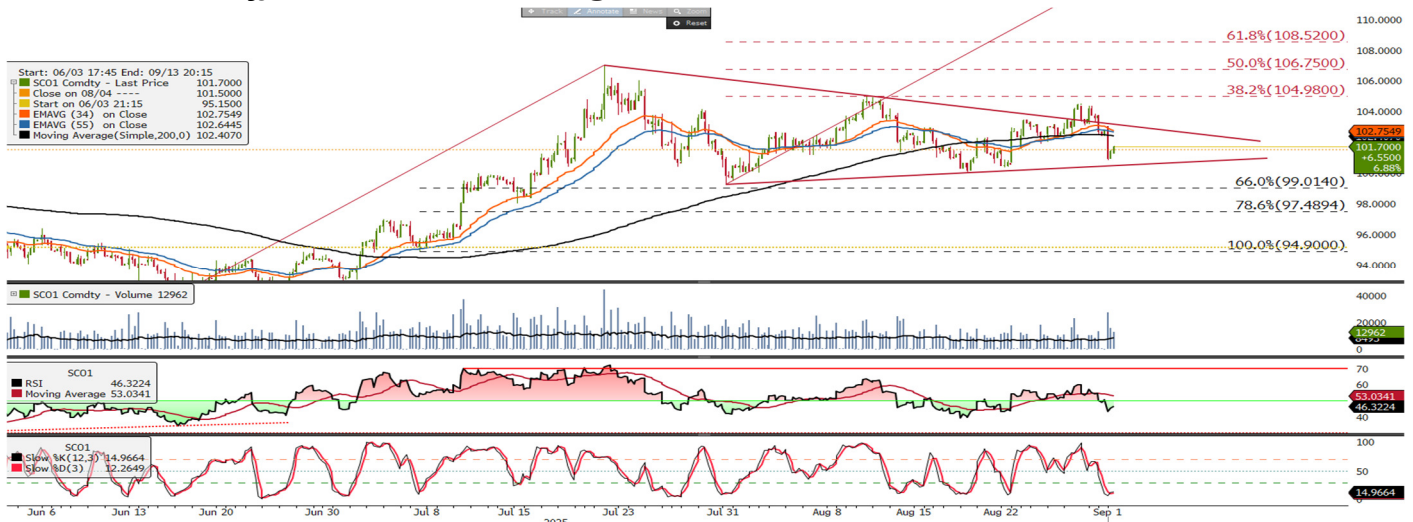 Track Annotate News Zoom
Reset
Start: 06/03 17:45 End: 09/13 20:15
SCO1 Comdty - Last Price 101.7000
Close on 08/04 ---- 101.5000
Start on 06/03 21:15 95.1500
EMAVG (34) on Close 102.7549
EMAVG (55) on Close 102.6445
Moving Average(Simple,200,0) 102.4070
61.8%(108.5200)
50.0%(106.7500)
38.2%(104.9800)
66.0%(99.0140)
78.6%(97.4894)
100.0%(94.9000)
110.0000
108.0000
106.0000
104.0000
102.7549
101.7000
+6.5500
6.88%
98.0000
96.0000
94.0000
SCO1 Comdty - Volume 12962
40000
20000
12962
0
SCO1
RSI 46.3224
Moving Average 53.0341
70
60
53.0341
46.3224
40
SCO1
Slow %K(12,3) 14.9664
Slow %D(3) 12.2649
100
50
14.9664
Jun 6 Jun 13 Jun 20 Jun 30 Jul 8 Jul 15 Jul 23 Jul 31 Aug 8 Aug 15 Aug 22 Sep 1